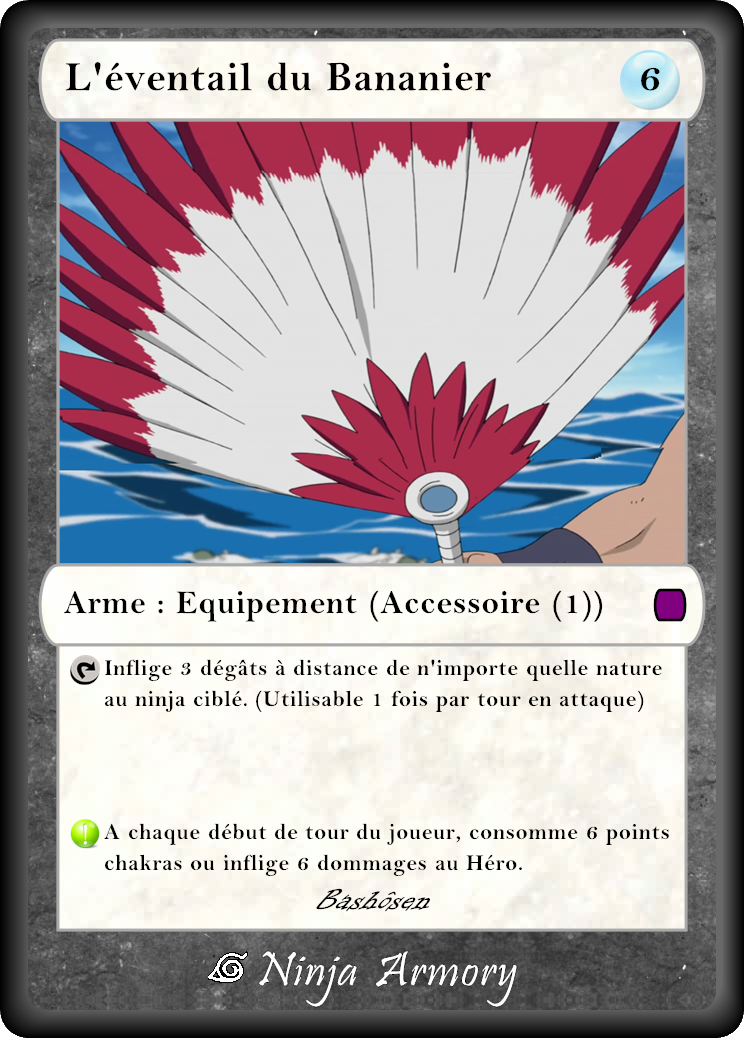 L'éventail du Bananier
6
Arme : Equipement (Accessoire (1))
Inflige 3 dégâts à distance de n'importe quelle nature
au ninja ciblé. (Utilisable 1 fois par tour en attaque)
A chaque début de tour du joueur, consomme 6 points
chakras ou inflige 6 dommages au Héro.
Bashôsen
Ninja Armory